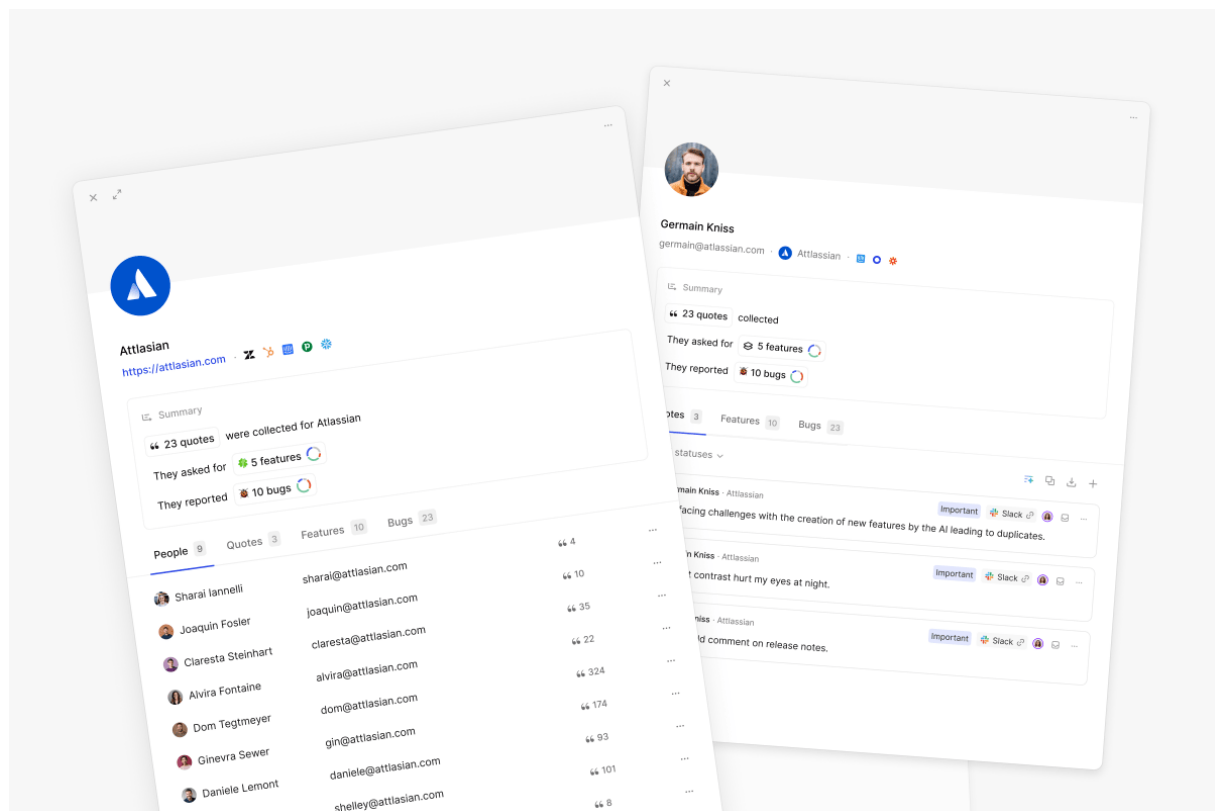 Attlasian
https://attlasian.com ·
Summary
23 quotes were collected for Atlassian
They asked for 5 features
They reported 10 bugs
People 9 Quotes 3 Features 10 Bugs 23
Sharai Iannelli sharai@attlasian.com 4
Joaquin Fosler joaquin@attlasian.com 10
Claresta Steinhart claresta@attlasian.com 35
Alvira Fontaine alvira@attlasian.com 22
Dom Tegtmeyer dom@attlasian.com 324
Ginevra Sewer gin@attlasian.com 174
Daniele Lemont daniele@attlasian.com 93
shelley@attlasian.com 101
8
Germain Kniss
germain@atlassian.com · Attlassian ·
Summary
23 quotes collected
They asked for 5 features
They reported 10 bugs
otes 3 Features 10 Bugs 23
statuses
main Kniss · Attlassian Important Slack
facing challenges with the creation of new features by the AI leading to duplicates.
n Kniss · Attlassian Important Slack
t contrast hurt my eyes at night.
niss · Attlassian Important Slack
ld comment on release notes.